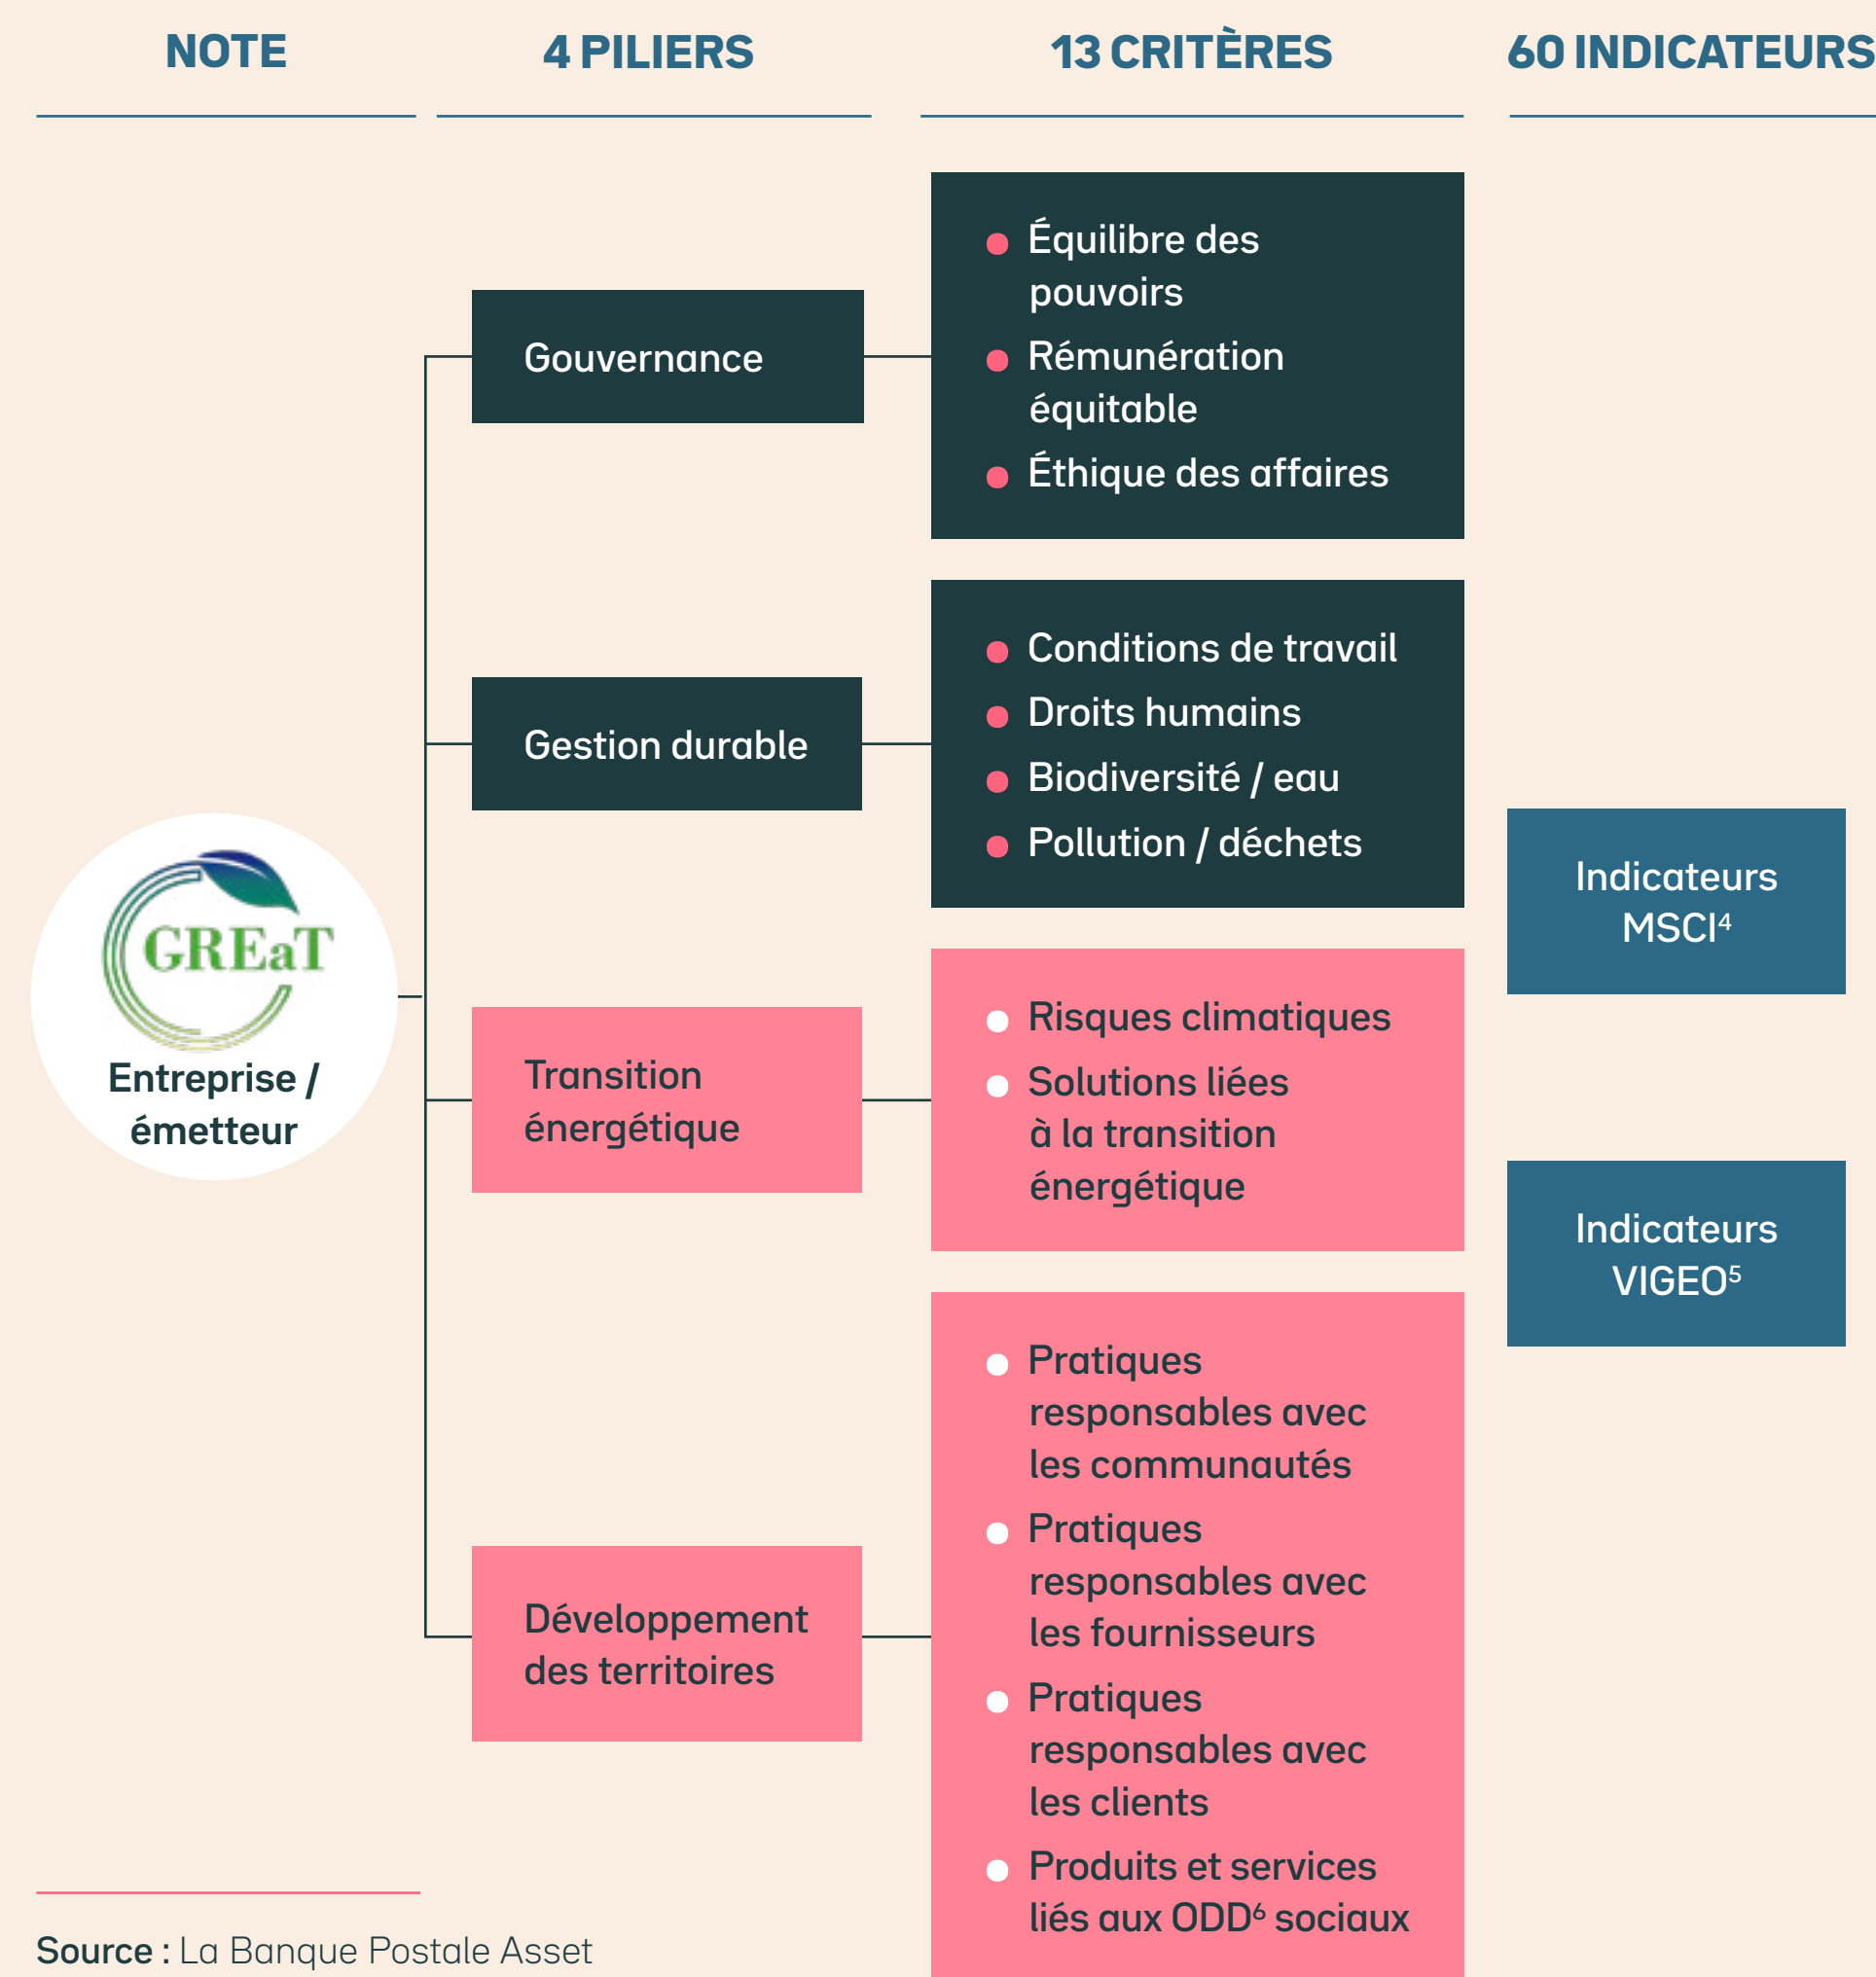 NOTE
4 PILIERS
13 CRITÈRES
60 INDICATEURS
GREaT
Entreprise /
émetteur
Gouvernance
Équilibre des
pouvoirs
Rémunération
équitable
Éthique des affaires
Gestion durable
Conditions de travail
Droits humains
Biodiversité / eau
Pollution / déchets
Transition
énergétique
Risques climatiques
Solutions liées
à la transition
énergétique
Développement
des territoires
Pratiques
responsables avec
les communautés
Pratiques
responsables avec
les fournisseurs
Pratiques
responsables avec
les clients
Produits et services
liés aux ODD⁶ sociaux
Indicateurs
MSCI⁴
Indicateurs
VIGEO⁵
Source : La Banque Postale Asset